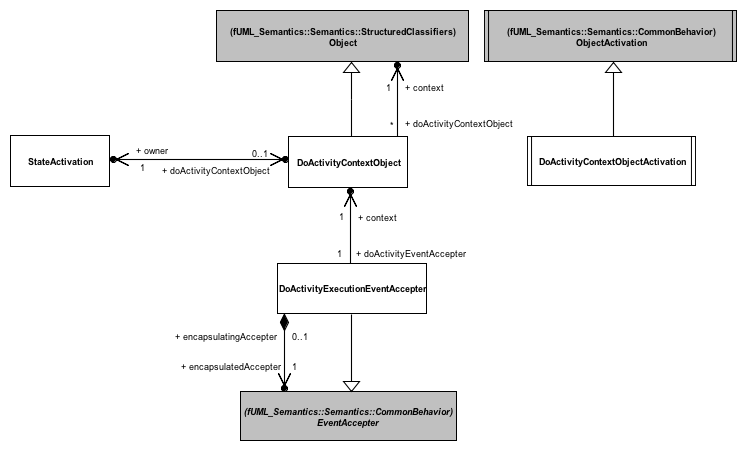 (fUML_Semantics::Semantics::StructuredClassifiers)
Object
(fUML_Semantics::Semantics::CommonBehavior)
ObjectActivation
1
+ context
*
+ doActivityContextObject
StateActivation
+ owner
1
0..1
+ doActivityContextObject
DoActivityContextObject
DoActivityContextObjectActivation
1
+ context
1
+ doActivityEventAccepter
DoActivityExecutionEventAccepter
+ encapsulatingAccepter
0..1
+ encapsulatedAccepter
1
(fUML_Semantics::Semantics::CommonBehavior)
EventAccepter